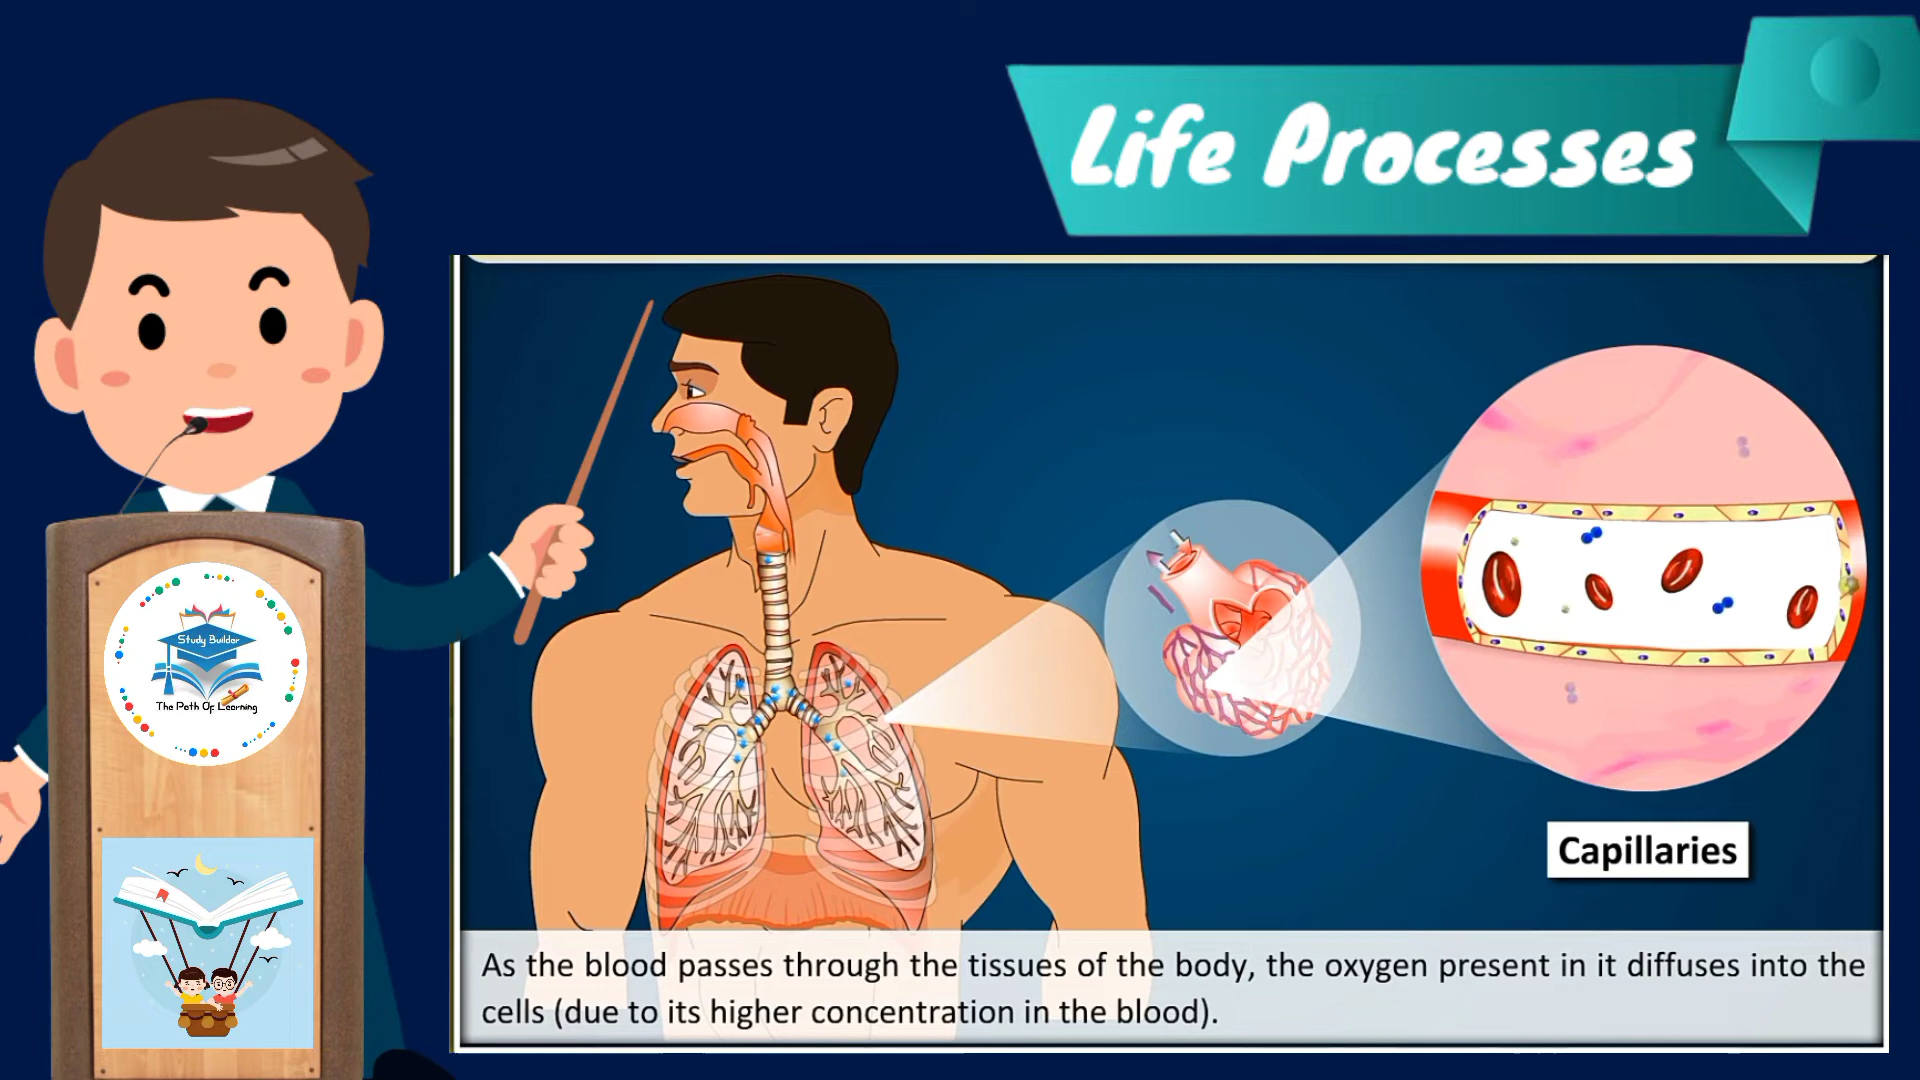 Life Processes
Study Builder
The Path Of Learning
Capillaries
As the blood passes through the tissues of the body, the oxygen present in it diffuses into the
cells (due to its higher concentration in the blood).